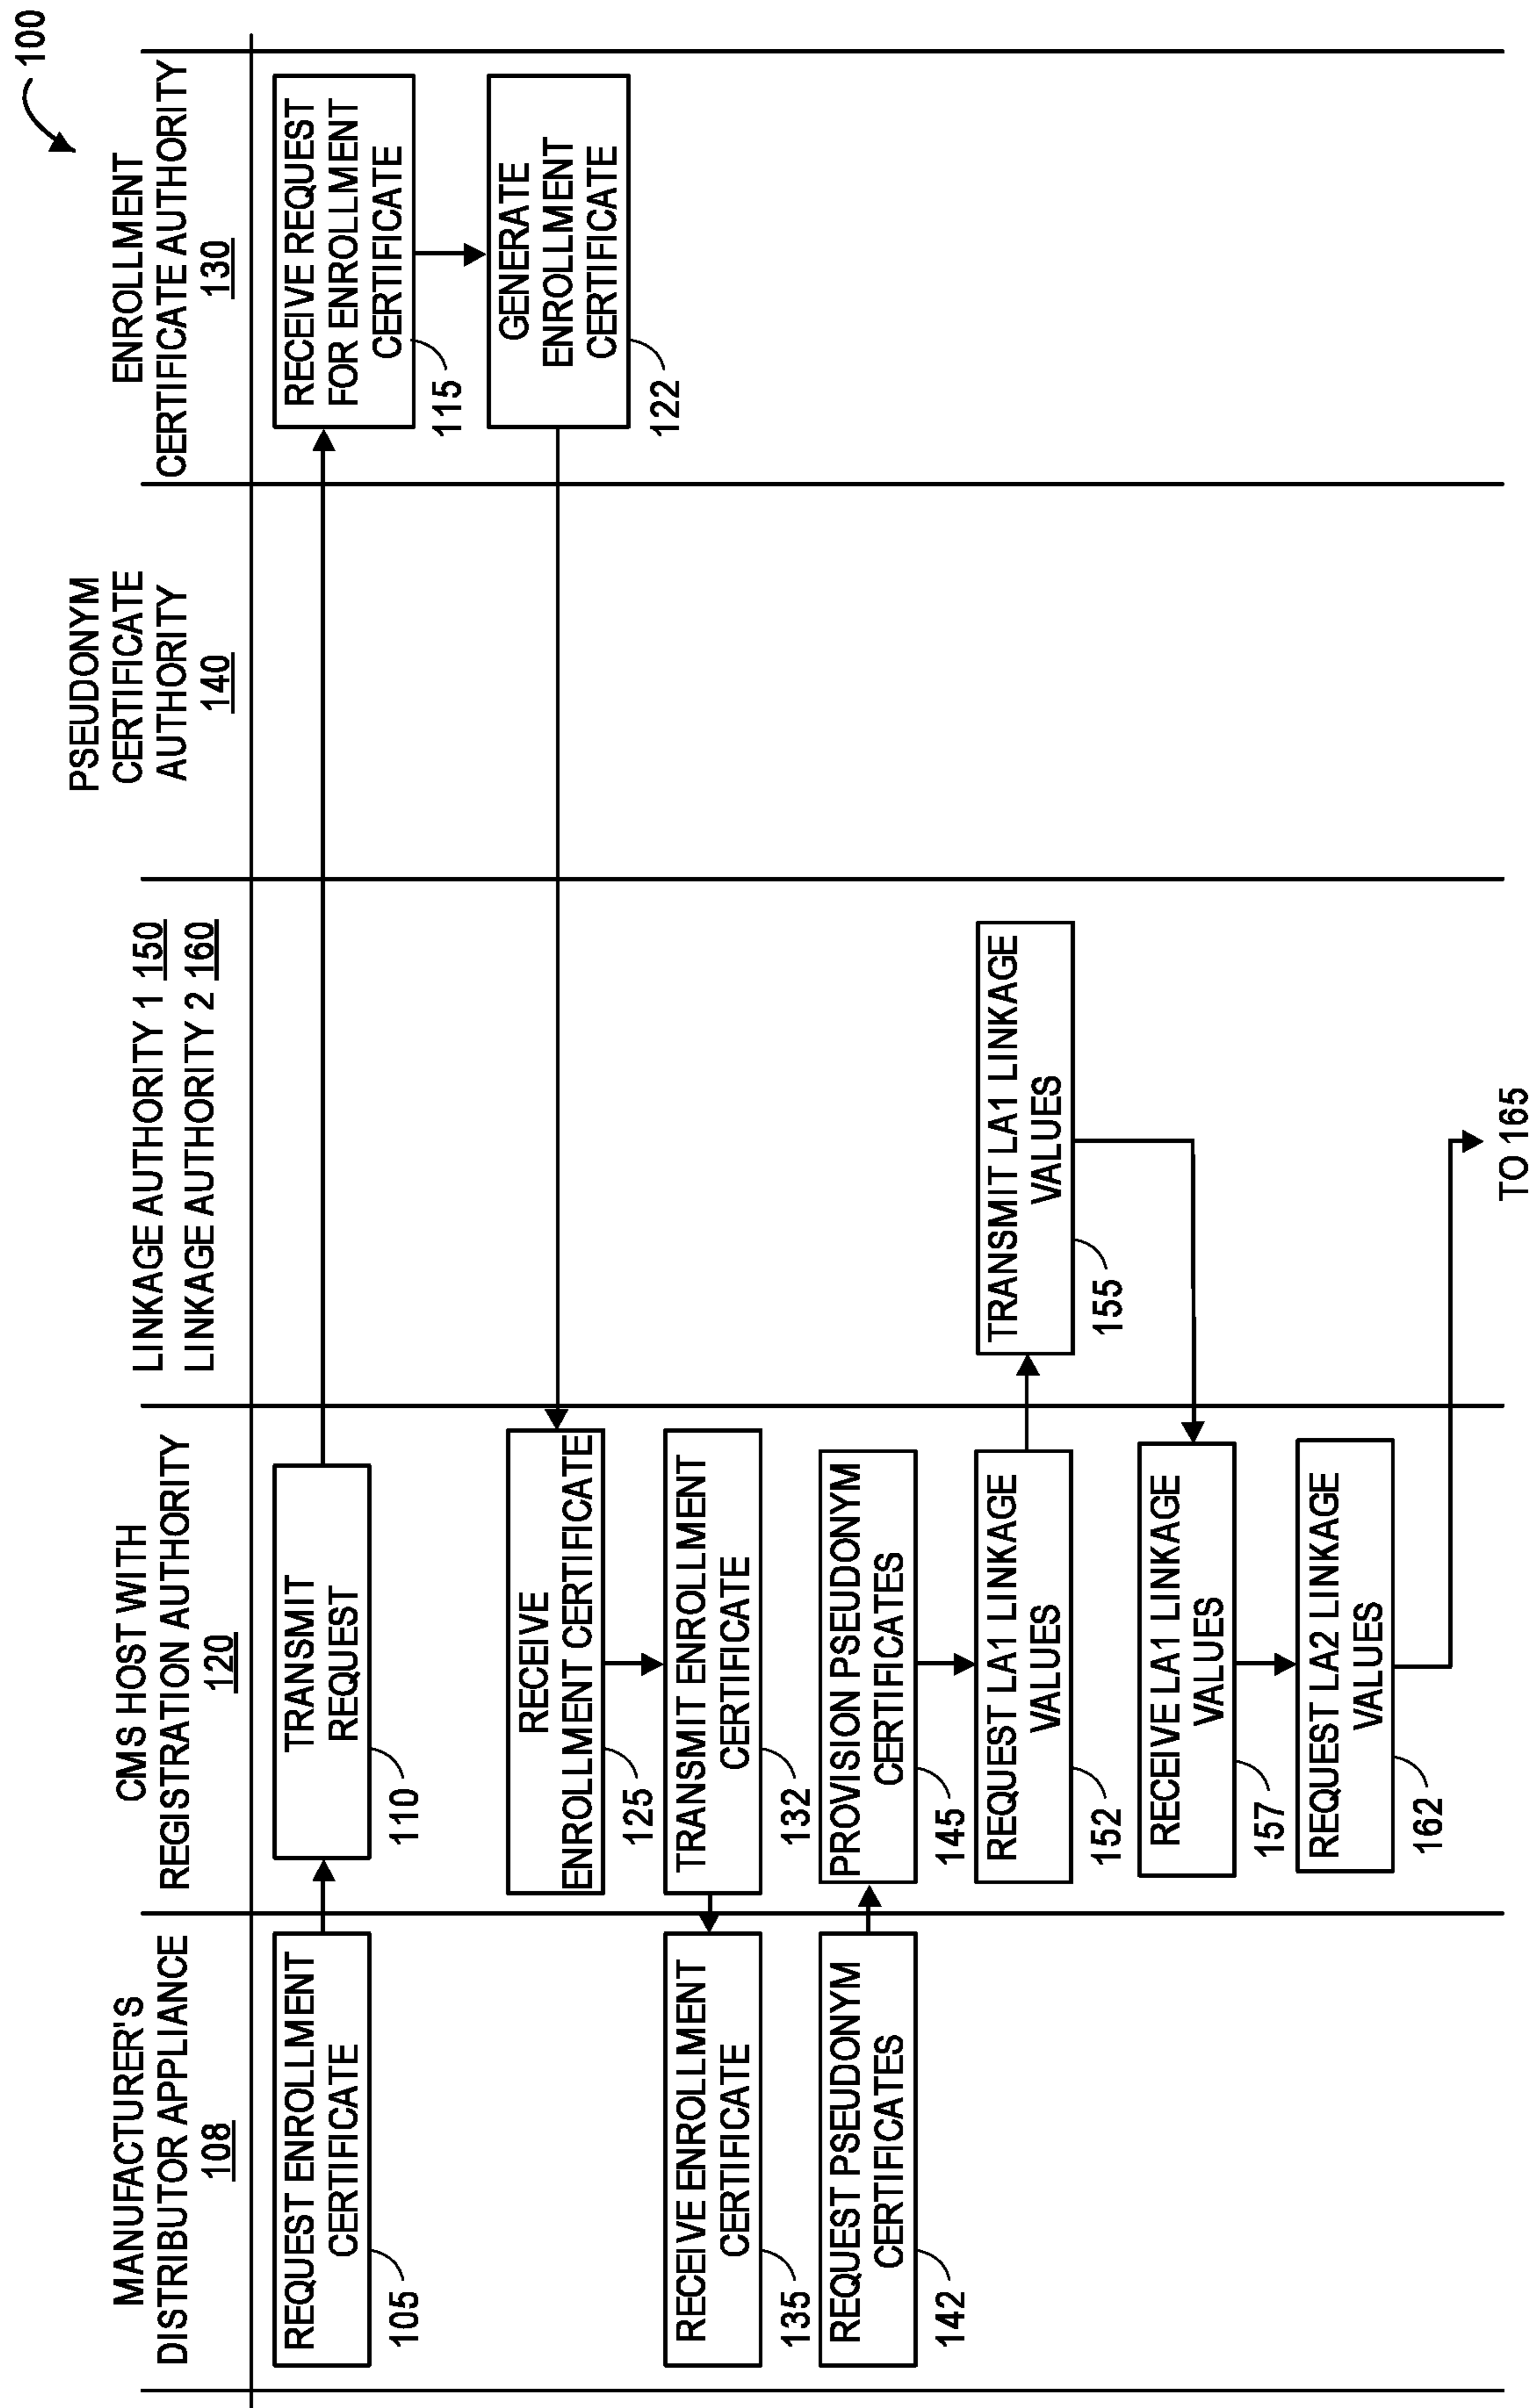 100
MANUFACTURER'S
DISTRIBUTOR APPLIANCE
108
CMS HOST WITH
REGISTRATION AUTHORITY
120
LINKAGE AUTHORITY 1 150
LINKAGE AUTHORITY 2 160
PSEUDONYM
CERTIFICATE
AUTHORITY
140
ENROLLMENT
CERTIFICATE AUTHORITY
130
REQUEST ENROLLMENT
CERTIFICATE
105
TRANSMIT
REQUEST
110
RECEIVE REQUEST
FOR ENROLLMENT
CERTIFICATE
115
GENERATE
ENROLLMENT
CERTIFICATE
122
RECEIVE
ENROLLMENT CERTIFICATE
125
TRANSMIT ENROLLMENT
CERTIFICATE
132
RECEIVE ENROLLMENT
CERTIFICATE
135
REQUEST PSEUDONYM
CERTIFICATES
142
PROVISION PSEUDONYM
CERTIFICATES
145
REQUEST LA1 LINKAGE
VALUES
152
TRANSMIT LA1 LINKAGE
VALUES
155
RECEIVE LA1 LINKAGE
VALUES
157
REQUEST LA2 LINKAGE
VALUES
162
TO 165